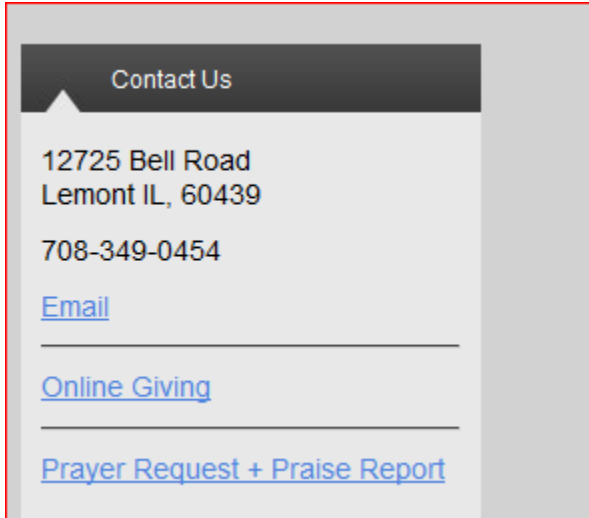 Contact Us
12725 Bell Road
Lemont IL, 60439
708-349-0454
Email
Online Giving
Prayer Request + Praise Report